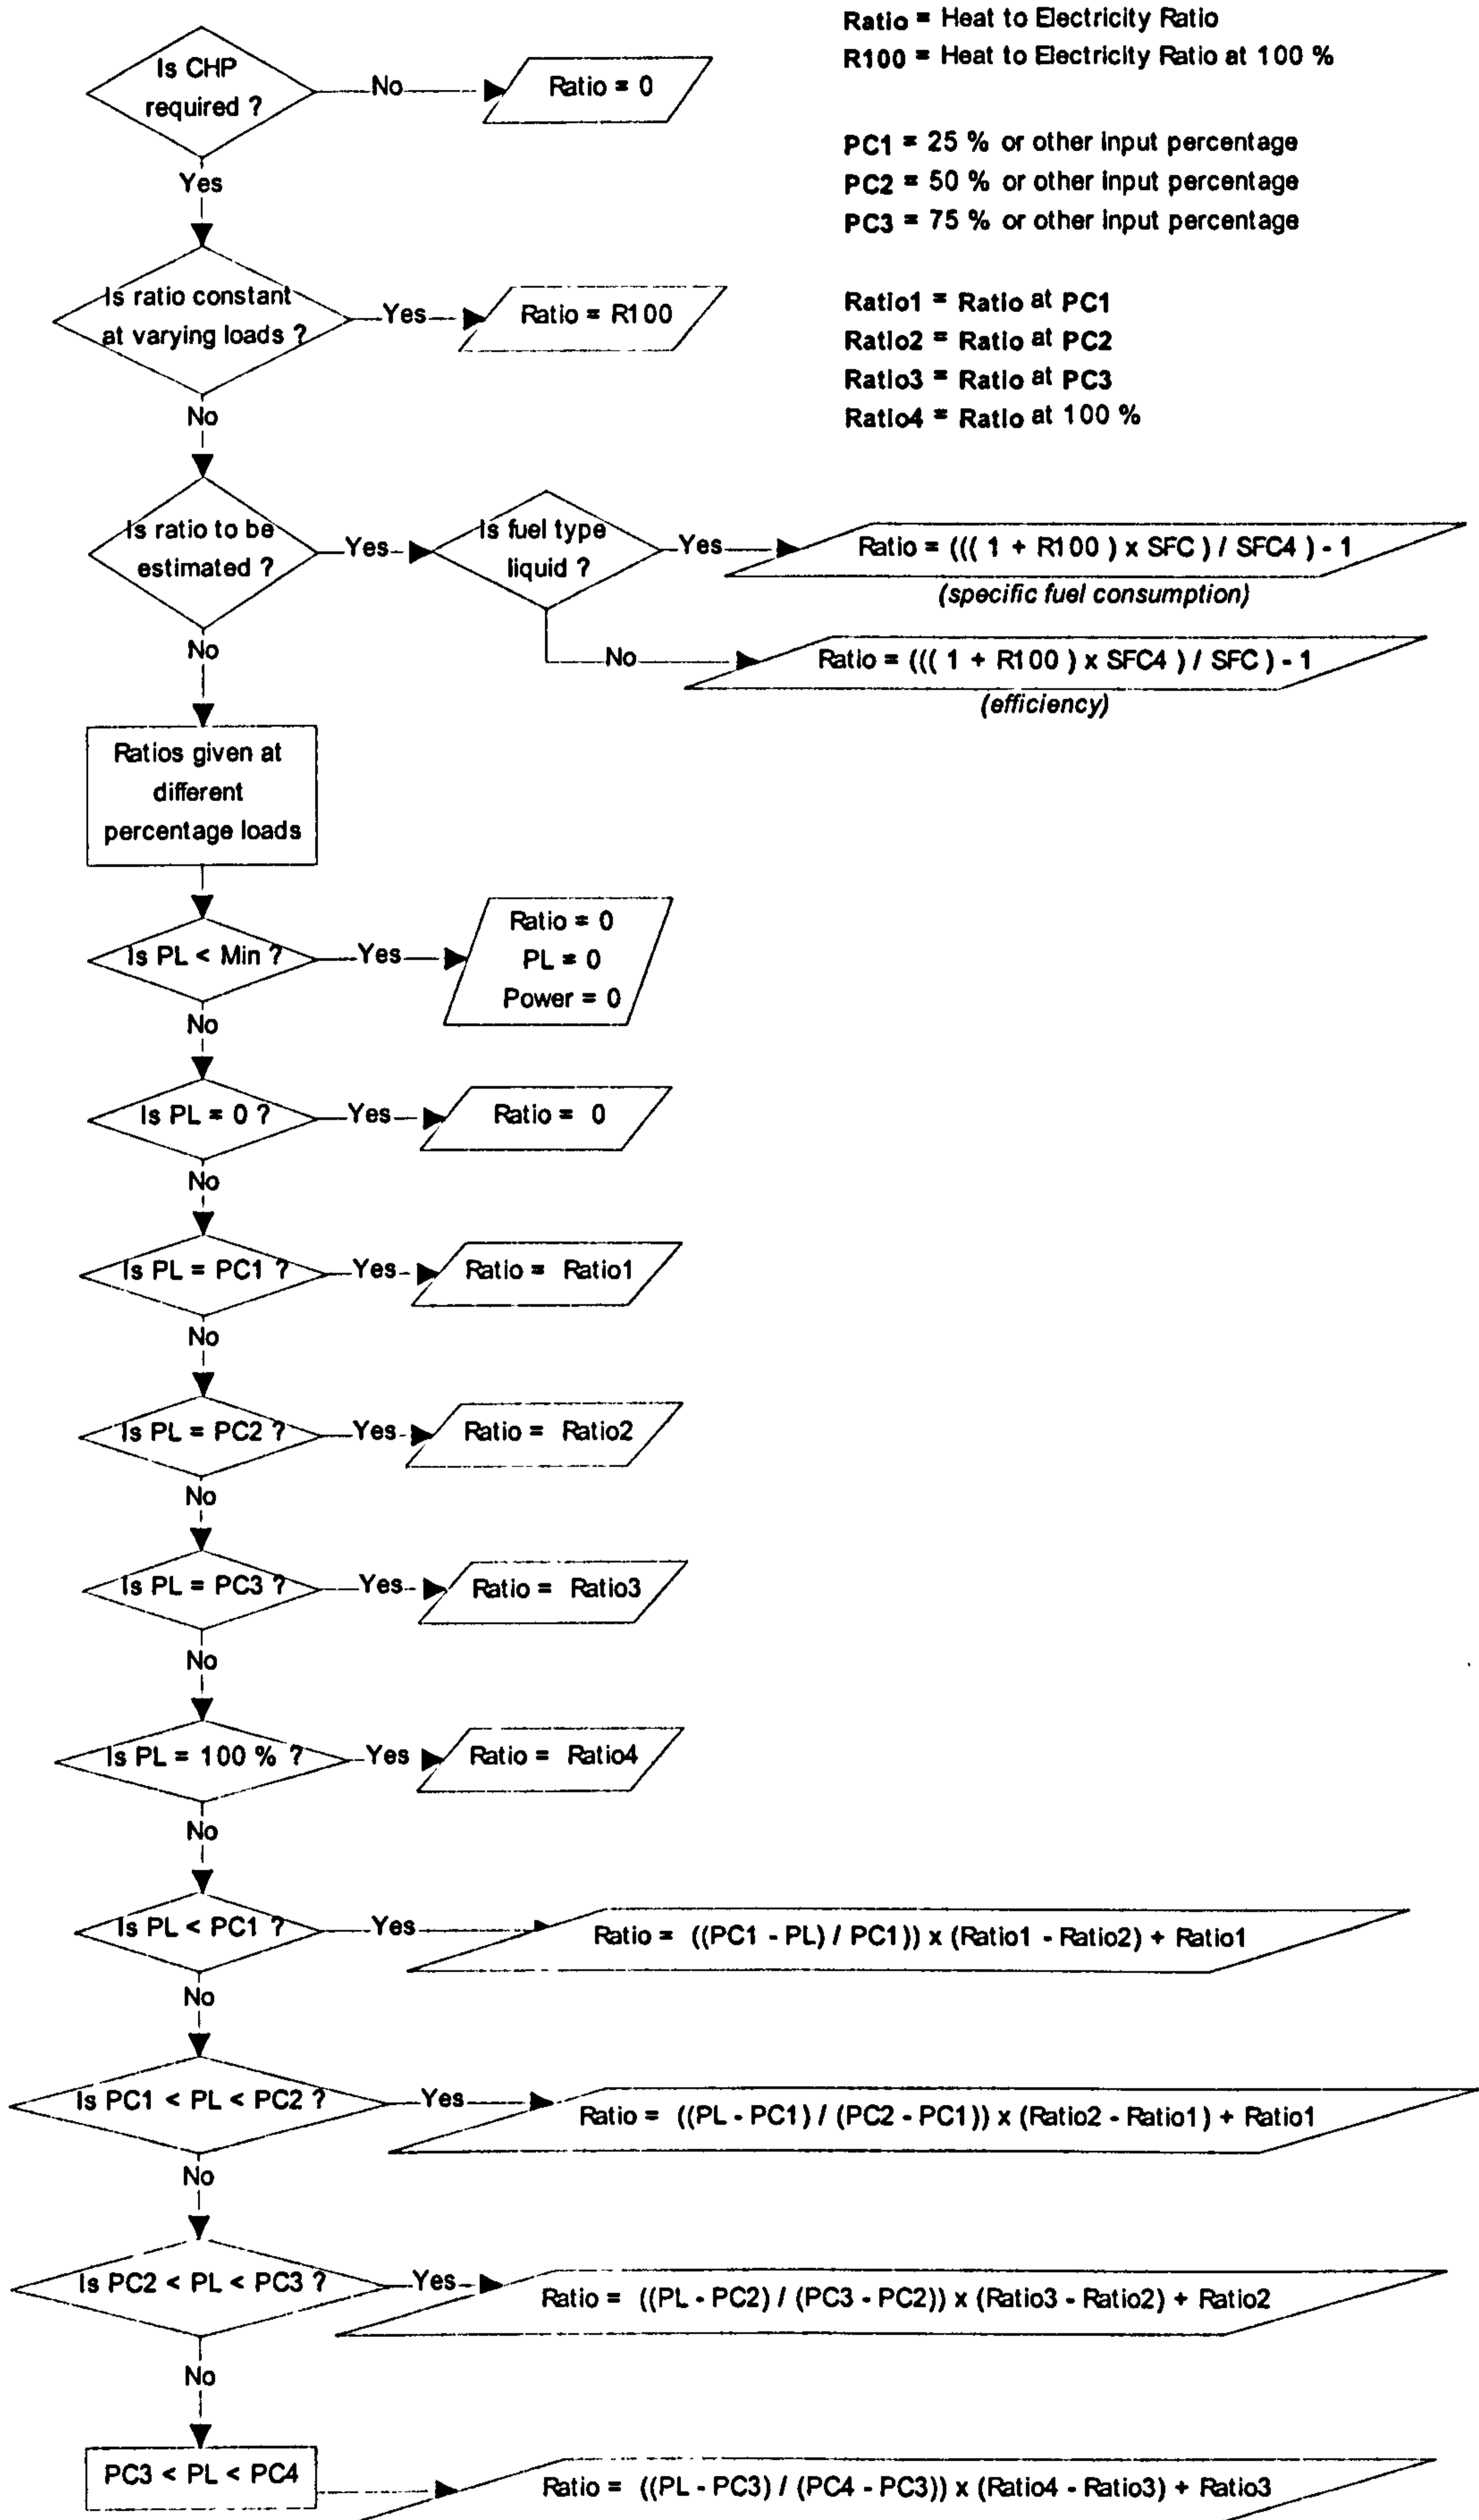 Ratio = Heat to Electricity Ratio
R100 = Heat to Electricity Ratio at 100 %
PC1 = 25 % or other input percentage
PC2 = 50 % or other input percentage
PC3 = 75 % or other input percentage
Ratio1 = Ratio at PC1
Ratio2 = Ratio at PC2
Ratio3 = Ratio at PC3
Ratio4 = Ratio at 100 %
Is CHP
required ?
No
Ratio = 0
Yes
Is ratio constant
at varying loads ?
Yes
Ratio = R100
No
Is ratio to be
estimated ?
Yes
Is fuel type
liquid ?
Yes
Ratio = ((( 1 + R100 ) x SFC ) / SFC4 ) - 1
(specific fuel consumption)
No
Ratio = ((( 1 + R100 ) x SFC4 ) / SFC ) - 1
(efficiency)
No
Ratios given at
different
percentage loads
Is PL < Min ?
Yes
Ratio = 0
PL = 0
Power = 0
No
Is PL = 0 ?
Yes
Ratio = 0
No
Is PL = PC1 ?
Yes
Ratio = Ratio1
No
Is PL = PC2 ?
Yes
Ratio = Ratio2
No
Is PL = PC3 ?
Yes
Ratio = Ratio3
No
Is PL = 100 % ?
Yes
Ratio = Ratio4
No
Is PL < PC1 ?
Yes
Ratio = ((PC1 - PL) / PC1)) x (Ratio1 - Ratio2) + Ratio1
No
Is PC1 < PL < PC2 ?
Yes
Ratio = ((PL - PC1) / (PC2 - PC1)) x (Ratio2 - Ratio1) + Ratio1
No
Is PC2 < PL < PC3 ?
Yes
Ratio = ((PL - PC2) / (PC3 - PC2)) x (Ratio3 - Ratio2) + Ratio2
No
PC3 < PL < PC4
Ratio = ((PL - PC3) / (PC4 - PC3)) x (Ratio4 - Ratio3) + Ratio3